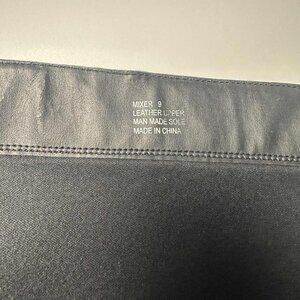 MIXER 9
LEATHER UPPER
MAN MADE SOLE
MADE IN CHINA